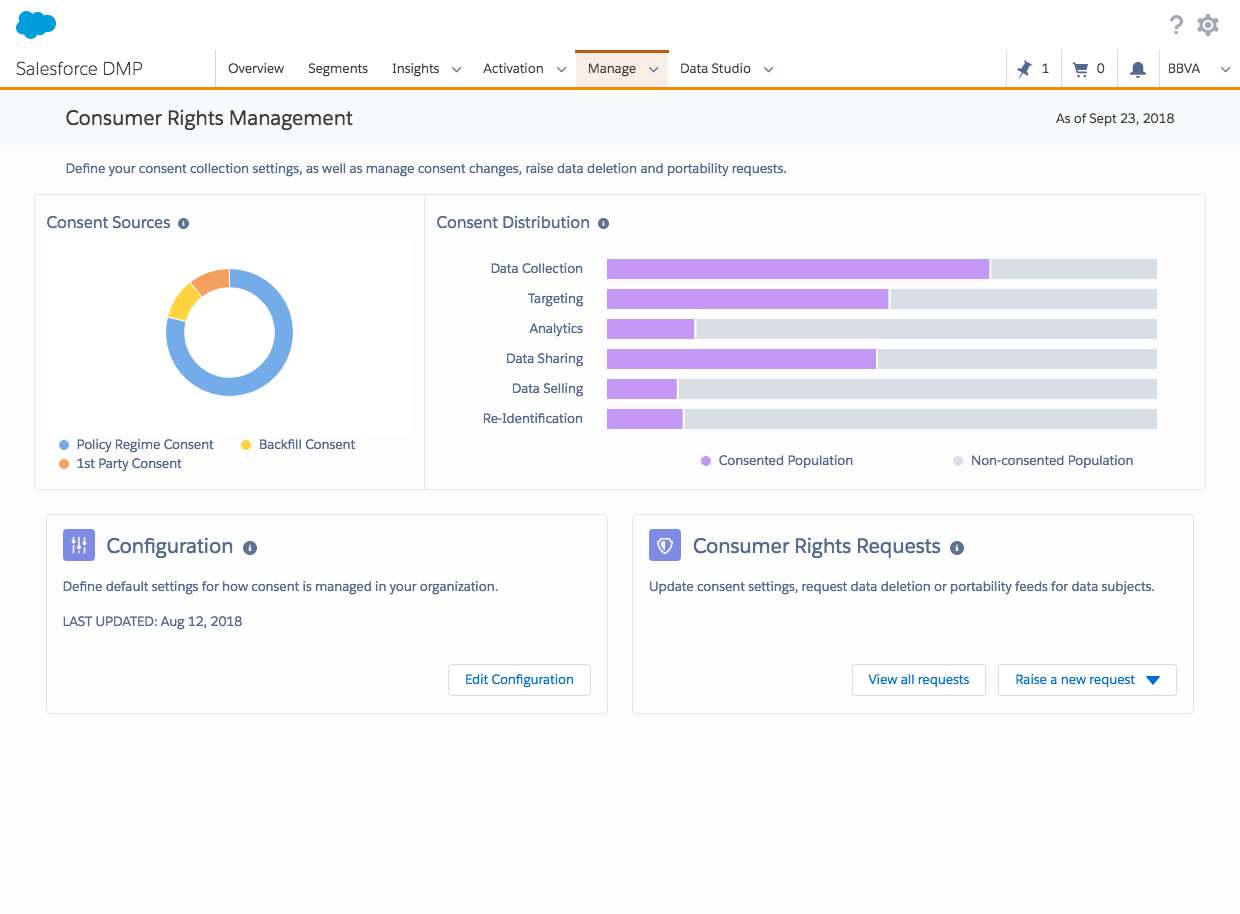 ?
Salesforce DMP
Overview
Segments
Insights
Activation
Manage
Data Studio
1
0
BBVA
Consumer Rights Management
As of Sept 23, 2018
Define your consent collection settings, as well as manage consent changes, raise data deletion and portability requests.
Consent Sources
Policy Regime Consent
Backfill Consent
1st Party Consent
Consent Distribution
Data Collection
Targeting
Analytics
Data Sharing
Data Selling
Re-Identification
Consented Population
Non-consented Population
Configuration
Define default settings for how consent is managed in your organization.
LAST UPDATED: Aug 12, 2018
Edit Configuration
Consumer Rights Requests
Update consent settings, request data deletion or portability feeds for data subjects.
View all requests
Raise a new request